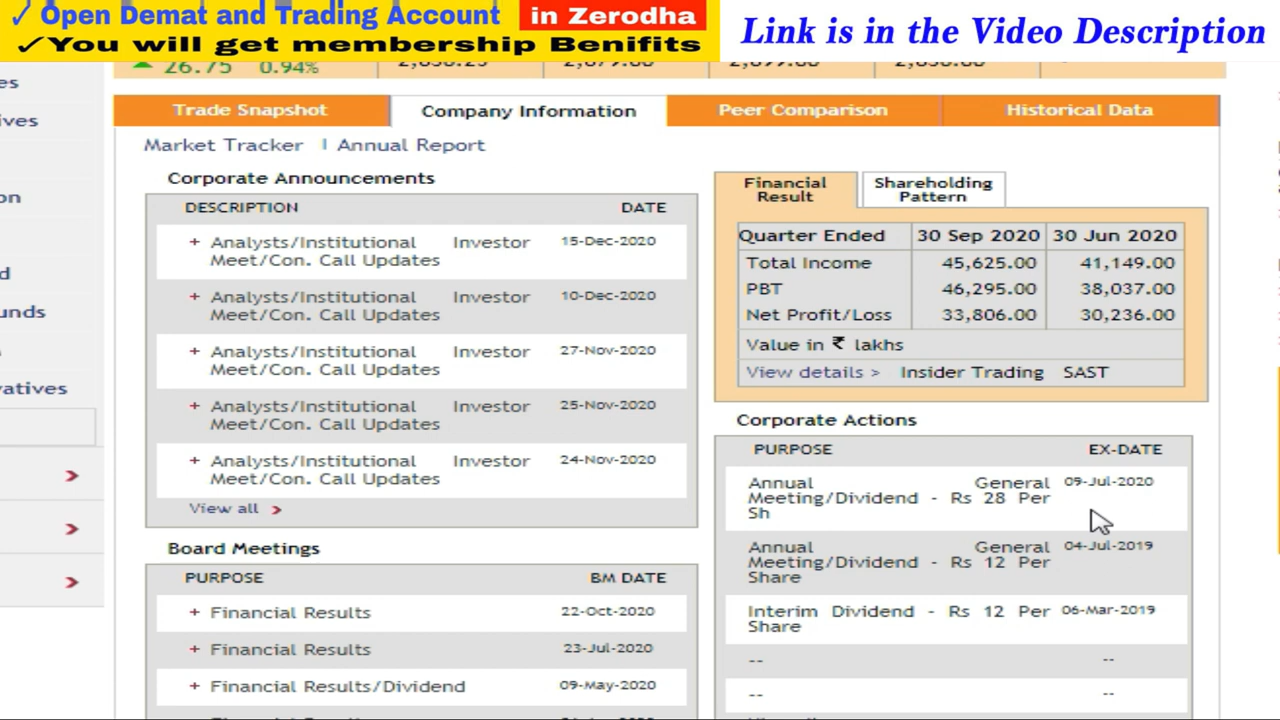 ✓ Open Demat and Trading Account in Zerodha
✓You will get membership Benifits
Link is in the Video Description
es
26.75 0.94%
ives
Trade Snapshot
Company Information
Peer Comparison
Historical Data
Market Tracker | Annual Report
on
d
unds
vatives
Corporate Announcements
DESCRIPTION DATE
+ Analysts/Institutional Investor 15-Dec-2020
Meet/Con. Call Updates
+ Analysts/Institutional Investor 10-Dec-2020
Meet/Con. Call Updates
+ Analysts/Institutional Investor 27-Nov-2020
Meet/Con. Call Updates
+ Analysts/Institutional Investor 25-Nov-2020
Meet/Con. Call Updates
+ Analysts/Institutional Investor 24-Nov-2020
Meet/Con. Call Updates
View all >
Board Meetings
PURPOSE BM DATE
+ Financial Results 22-Oct-2020
+ Financial Results 23-Jul-2020
+ Financial Results/Dividend 09-May-2020
Financial
Result
Shareholding
Pattern
Quarter Ended 30 Sep 2020 30 Jun 2020
Total Income 45,625.00 41,149.00
PBT 46,295.00 38,037.00
Net Profit/Loss 33,806.00 30,236.00
Value in ₹ lakhs
View details > Insider Trading SAST
Corporate Actions
PURPOSE EX-DATE
Annual General 09-Jul-2020
Meeting/Dividend - Rs 28 Per
Sh
Annual General 04-Jul-2019
Meeting/Dividend - Rs 12 Per
Share
Interim Dividend - Rs 12 Per 06-Mar-2019
Share
-- --
-- --